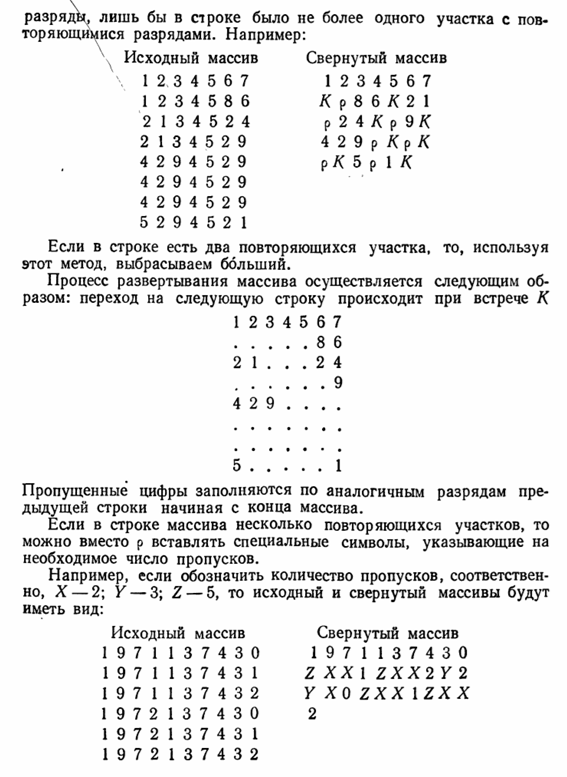 разряды, лишь бы в строке было не более одного участка с пов-
торяющимися разрядами. Например:
Исходный массив Свернутый массив
1 2 3 4 5 6 7 1 2 3 4 5 6 7
1 2 3 4 5 8 6 K p 8 6 K 2 1
2 1 3 4 5 2 4 p 2 4 K p 9 K
2 1 3 4 5 2 9 4 2 9 p K p K
4 2 9 4 5 2 9 p K 5 p 1 K
4 2 9 4 5 2 9
4 2 9 4 5 2 9
5 2 9 4 5 2 1
Если в строке есть два повторяющихся участка, то, используя
этот метод, выбрасываем бо́льший.
Процесс развертывания массива осуществляется следующим об-
разом: переход на следующую строку происходит при встрече K
1 2 3 4 5 6 7
. . . . . 8 6
2 1 . . . 2 4
. . . . . . 9
4 2 9 . . . .
. . . . . . .
. . . . . . .
5 . . . . . 1
Пропущенные цифры заполняются по аналогичным разрядам пре-
дыдущей строки начиная с конца массива.
Если в строке массива несколько повторяющихся участков, то
можно вместо p вставлять специальные символы, указывающие на
необходимое число пропусков.
Например, если обозначить количество пропусков, соответствен-
но, X — 2; Y — 3; Z — 5, то исходный и свернутый массивы будут
иметь вид:
Исходный массив Свернутый массив
1 9 7 1 1 3 7 4 3 0 1 9 7 1 1 3 7 4 3 0
1 9 7 1 1 3 7 4 3 1 Z X X 1 Z X X 2 Y 2
1 9 7 1 1 3 7 4 3 2 Y X 0 Z X X 1 Z X X
1 9 7 2 1 3 7 4 3 0 2
1 9 7 2 1 3 7 4 3 1
1 9 7 2 1 3 7 4 3 2